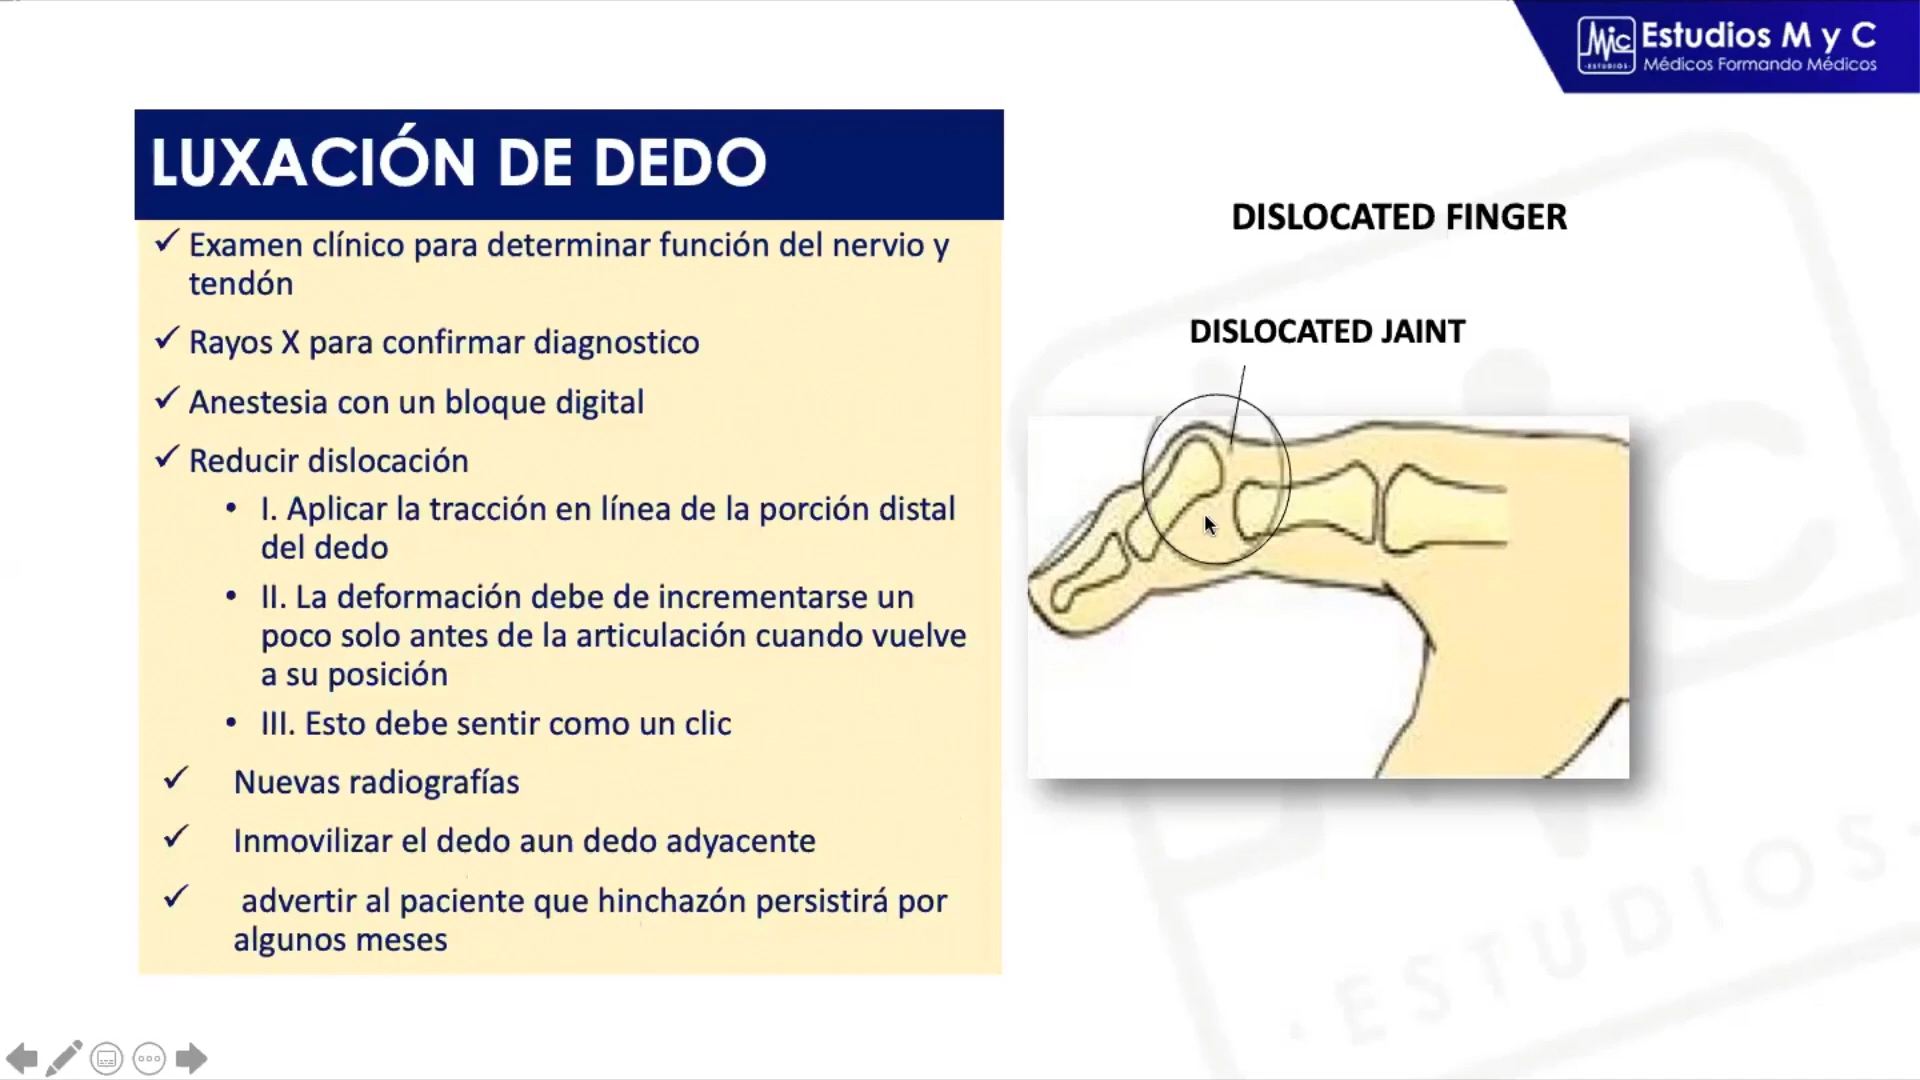 Estudios M y C
Médicos Formando Médicos
Mic
·ESTUDIOS·
LUXACIÓN DE DEDO
✓ Examen clínico para determinar función del nervio y
tendón
✓ Rayos X para confirmar diagnostico
✓ Anestesia con un bloque digital
✓ Reducir dislocación
• I. Aplicar la tracción en línea de la porción distal
del dedo
• II. La deformación debe de incrementarse un
poco solo antes de la articulación cuando vuelve
a su posición
• III. Esto debe sentir como un clic
✓ Nuevas radiografías
✓ Inmovilizar el dedo aun dedo adyacente
✓ advertir al paciente que hinchazón persistirá por
algunos meses
DISLOCATED FINGER
DISLOCATED JAINT
·ESTUDIOS·